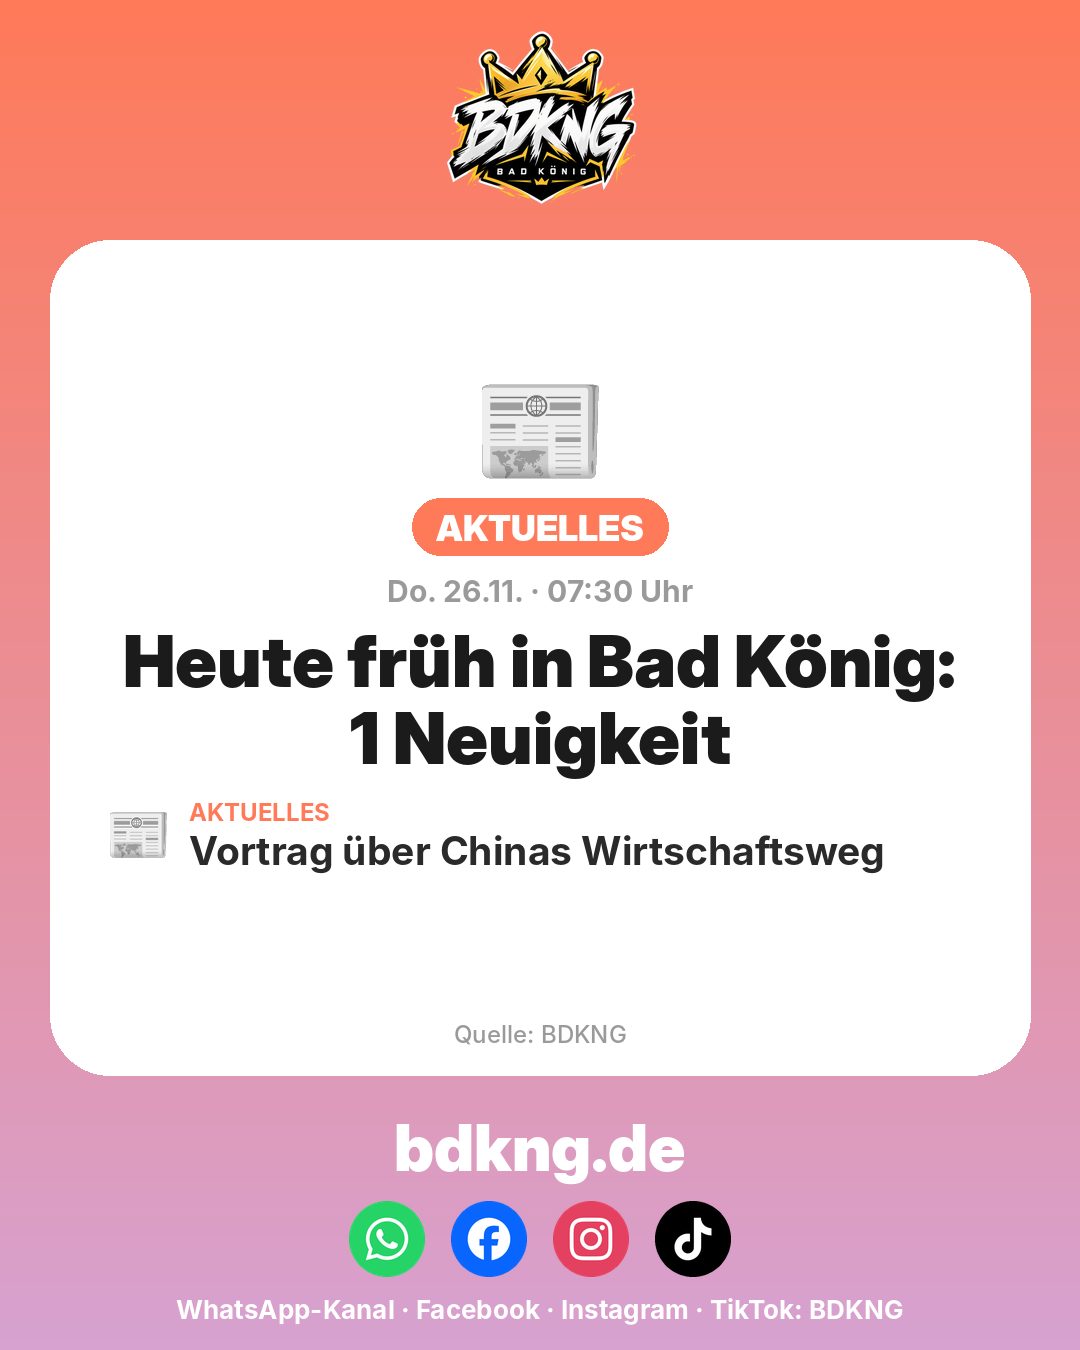 BDKNG
BAD KÖNIG
AKTUELLES
Do. 26.11. · 07:30 Uhr
Heute früh in Bad König:
1 Neuigkeit
AKTUELLES
Vortrag über Chinas Wirtschaftsweg
Quelle: BDKNG
bdkng.de
WhatsApp-Kanal · Facebook · Instagram · TikTok: BDKNG